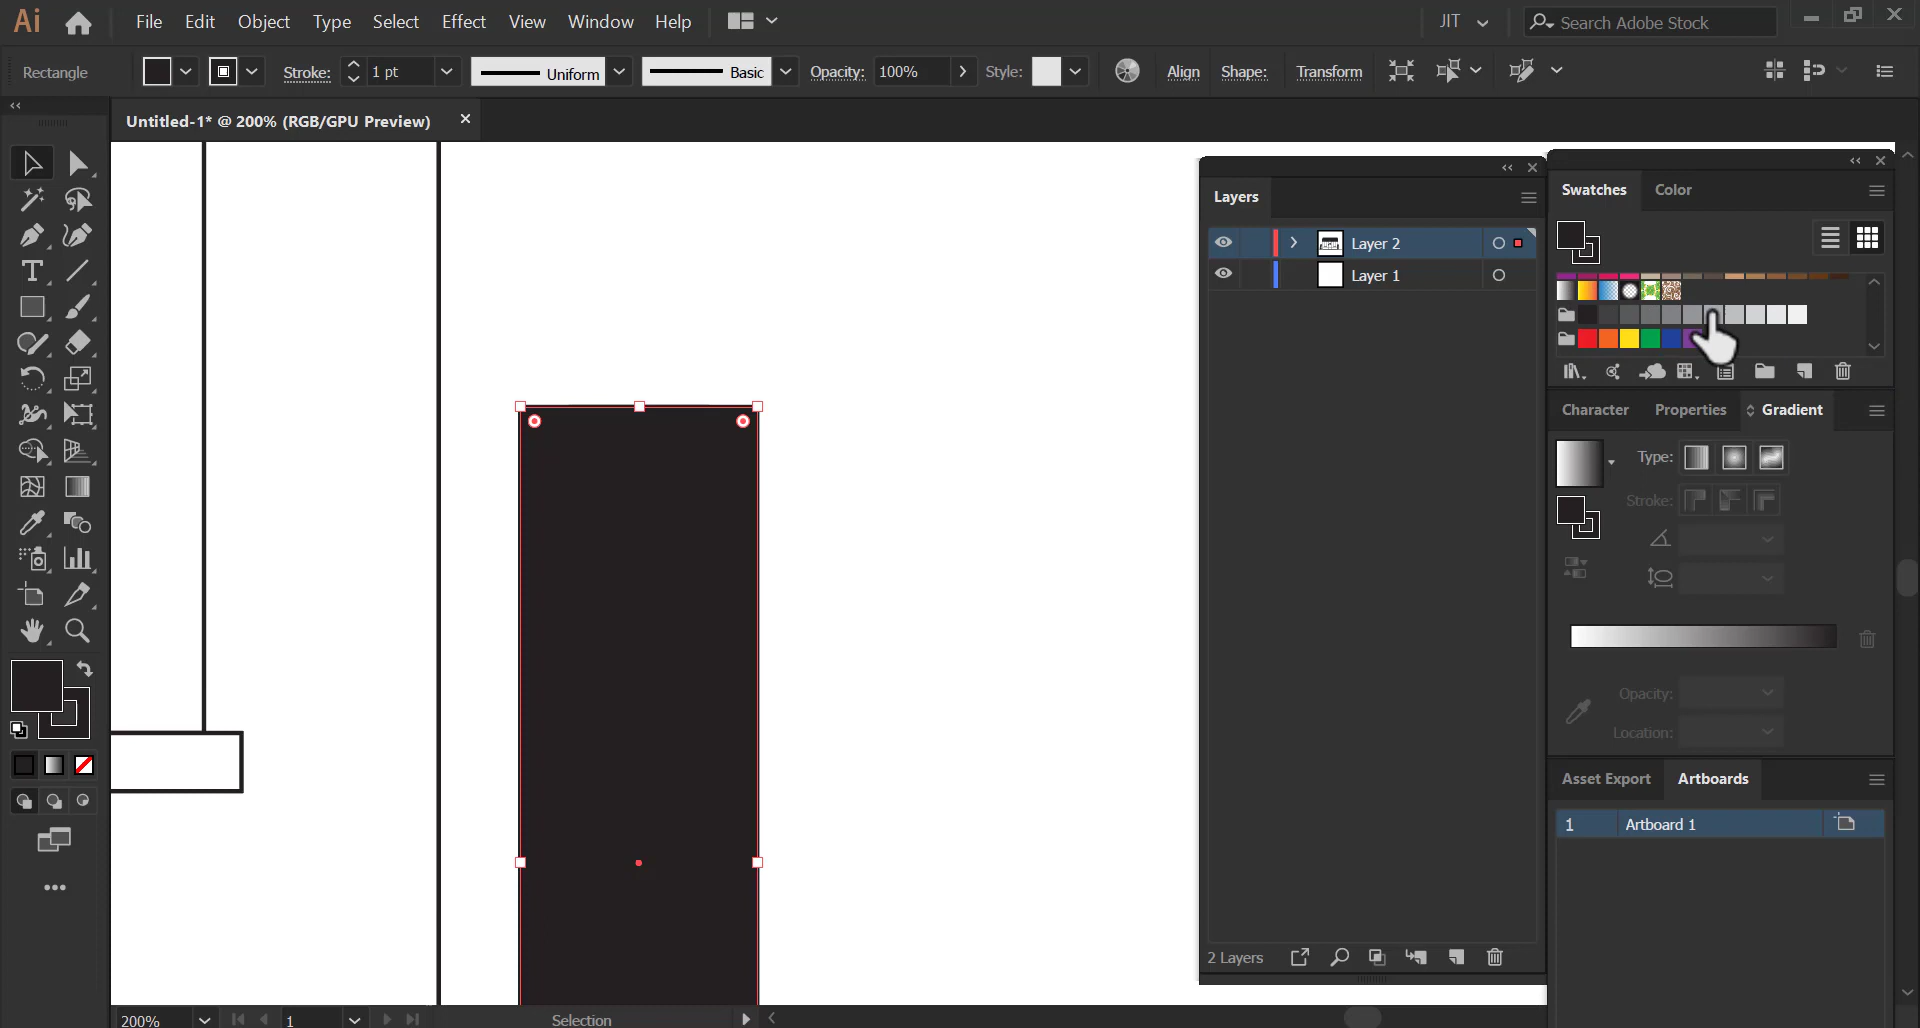 Ai File Edit Object Type Select Effect View Window Help JIT Search Adobe Stock
Rectangle Stroke: 1 pt Uniform Basic Opacity: 100% Style: Align Shape: Transform
Untitled-1* @ 200% (RGB/GPU Preview)
Layers
Layer 2
Layer 1
2 Layers
Swatches Color
Character Properties Gradient
Type:
Stroke:
Opacity:
Location:
Asset Export Artboards
1 Artboard 1
200% 1 Selection